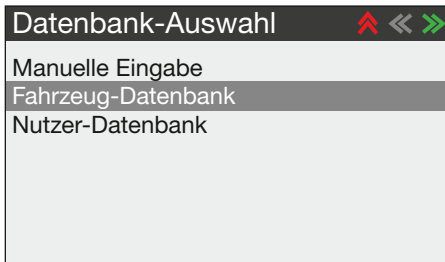 Datenbank-Auswahl
Manuelle Eingabe
Fahrzeug-Datenbank
Nutzer-Datenbank